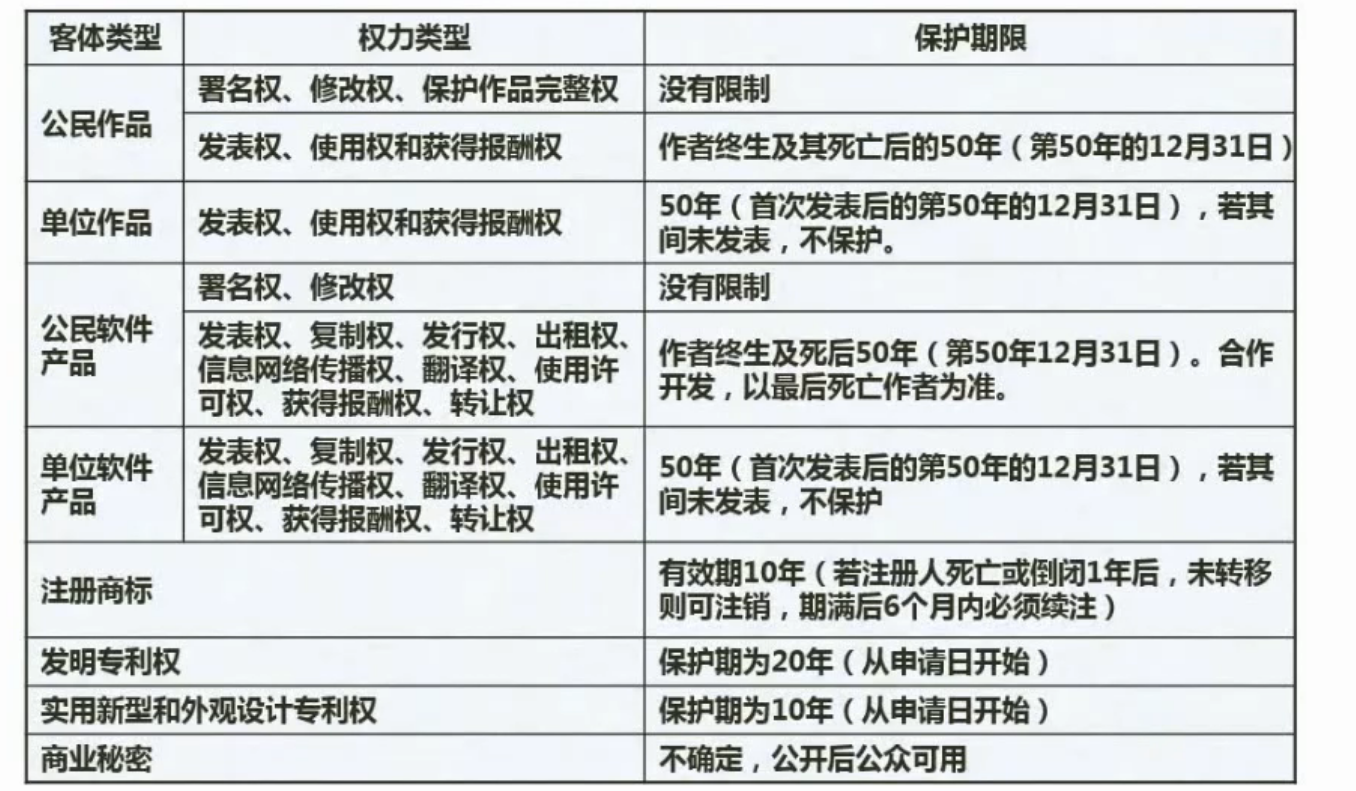 客体类型 权力类型 保护期限
公民作品
署名权、修改权、保护作品完整权
没有限制
发表权、使用权和获得报酬权
作者终生及其死亡后的50年（第50年的12月31日）
单位作品
发表权、使用权和获得报酬权
50年（首次发表后的第50年的12月31日），若其
间未发表，不保护。
公民软件
产品
署名权、修改权
没有限制
发表权、复制权、发行权、出租权、
信息网络传播权、翻译权、使用许
可权、获得报酬权、转让权
作者终生及死后50年（第50年12月31日）。合作
开发，以最后死亡作者为准。
单位软件
产品
发表权、复制权、发行权、出租权、
信息网络传播权、翻译权、使用许
可权、获得报酬权、转让权
50年（首次发表后的第50年的12月31日），若其
间未发表，不保护
注册商标
有效期10年（若注册人死亡或倒闭1年后，未转移
则可注销，期满后6个月内必须续注）
发明专利权
保护期为20年（从申请日开始）
实用新型和外观设计专利权
保护期为10年（从申请日开始）
商业秘密
不确定，公开后公众可用